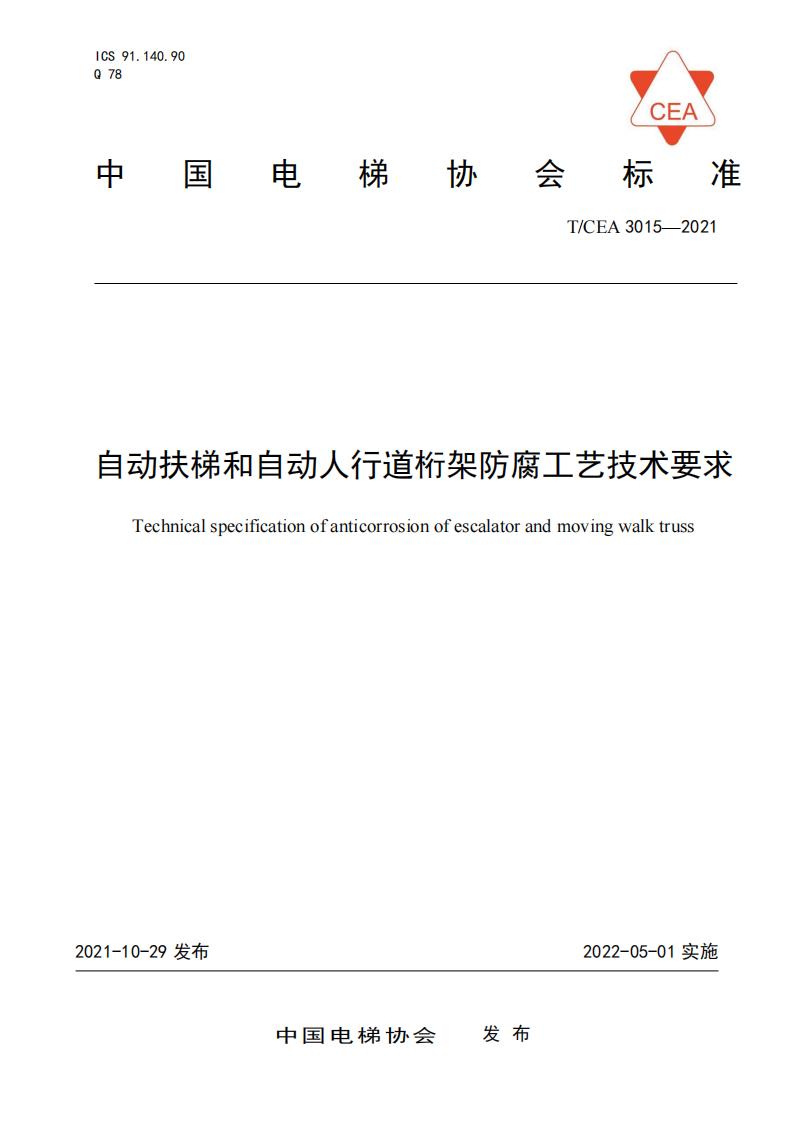 ICS 91.140.90
Q 78
CEA
中国电梯协会标准
T/CEA 3015—2021
自动扶梯和自动人行道桁架防腐工艺技术要求
Technical specification of anticorrosion of escalator and moving walk truss
2021-10-29 发布
2022-05-01 实施
中国电梯协会 发布